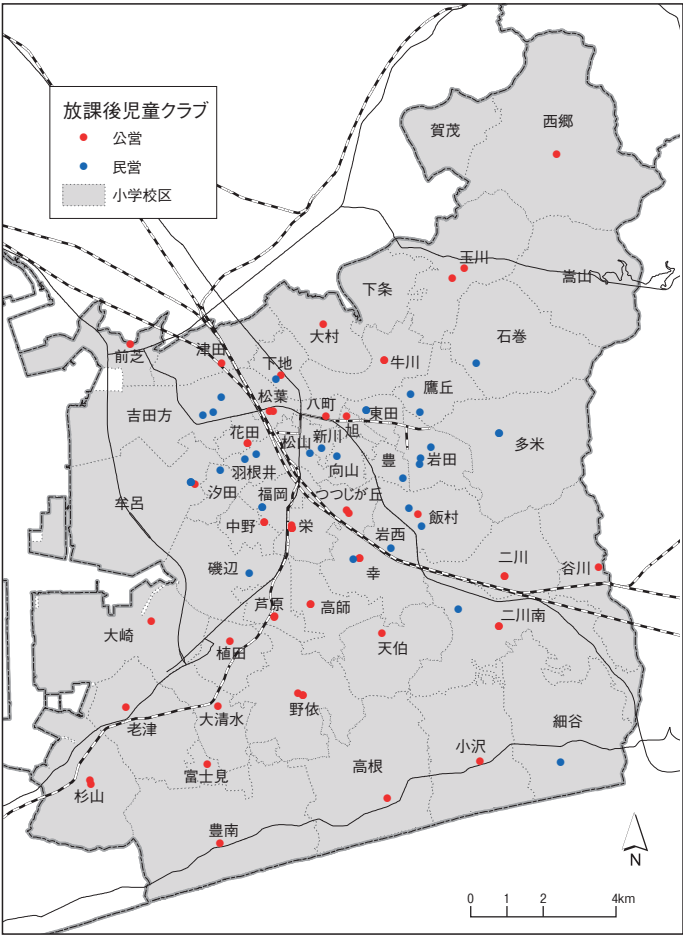 放課後児童クラブ
公営
民営
小学校区
賀茂
西郷
玉川
嵩山
下条
石巻
大村
牛川
前芝
津田
下地
鷹丘
吉田方
松葉
八町
旭
東田
多米
花田
松山
新川
向山
豊
岩田
羽根井
牟呂
汐田
福岡
つつじが丘
飯村
中野
栄
岩西
二川
谷川
磯辺
幸
芦原
高師
二川南
大崎
植田
天伯
老津
大清水
野依
細谷
小沢
富士見
高根
杉山
豊南
N
0 1 2 4km